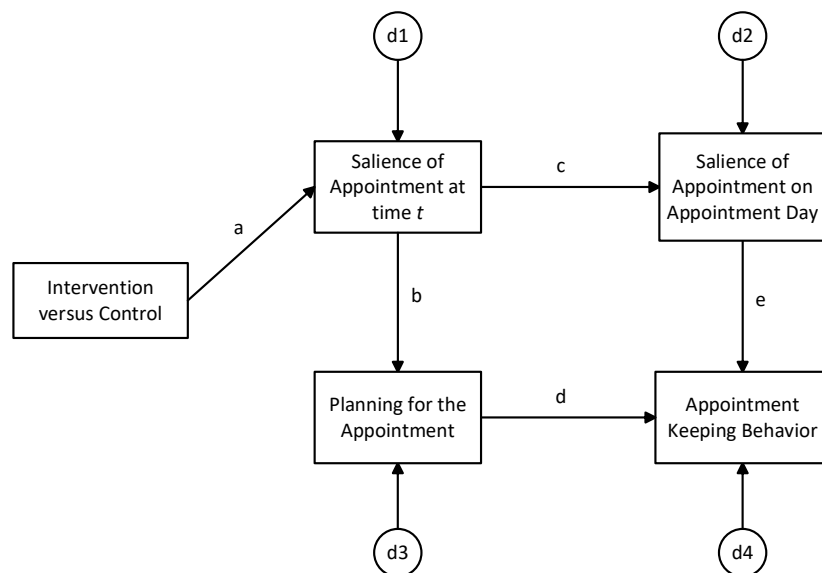 d1
d2
Salience of
Appointment at
time t
c
Salience of
Appointment on
Appointment Day
a
Intervention
versus Control
b
e
Planning for the
Appointment
d
Appointment
Keeping Behavior
d3
d4